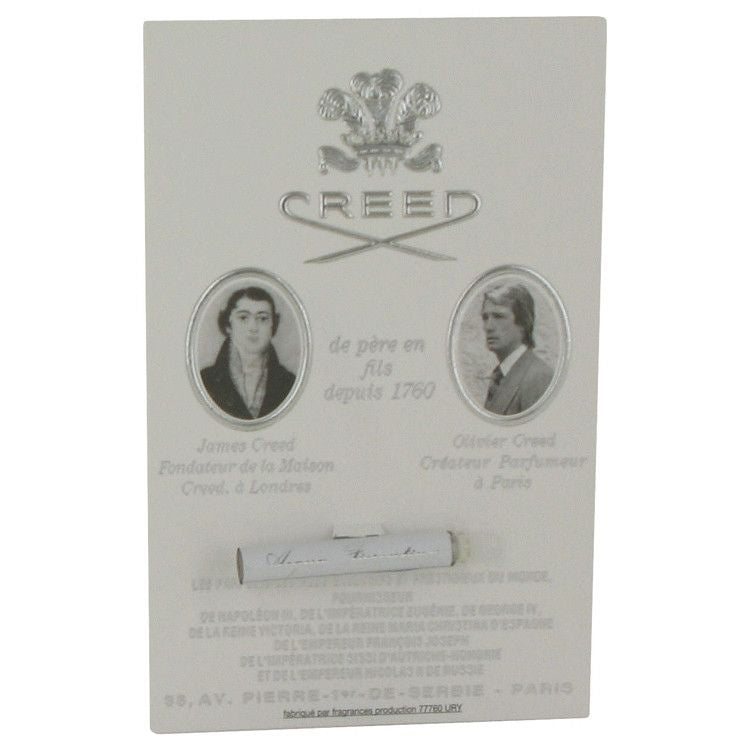 CREED
de père en
fils
depuis 1760
James Creed
Fondateur de la Maison
Creed, à Londres
Olivier Creed
Créateur Parfumeur
à Paris
LES DU MONDE,
FOURNISSEUR
DE NAPOLÉON III, DE L'IMPÉRATRICE EUGÉNIE, DE GEORGE IV,
DE LA REINE VICTORIA, DE LA REINE MARIA CHRISTINA D'ESPAGNE
DE L'EMPEREUR FRANÇOIS JOSEPH
DE L'IMPÉRATRICE SISSI D'AUTRICHE-HONGRIE
ET DE L'EMPEREUR NICOLAS II DE RUSSIE
AV. PIERRE-1er-DE-SERBIE - PARIS
fabriqué par fragrances production 77760 URY